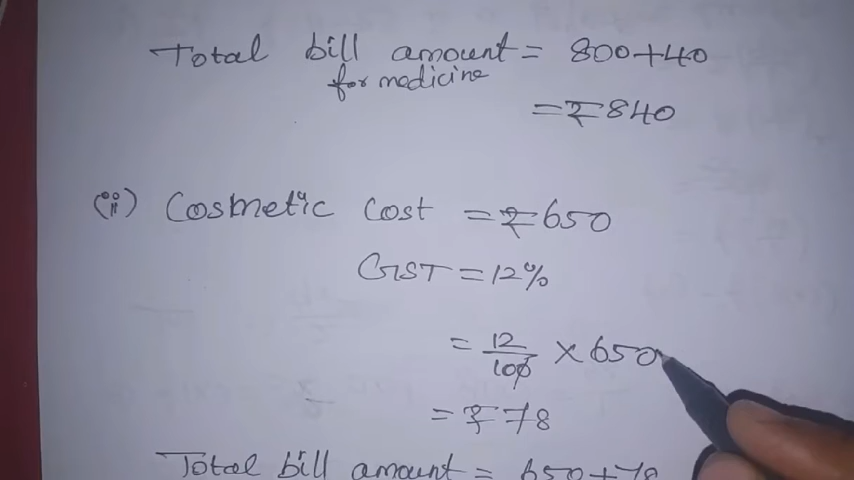 Total bill amount = 800+40
for medicine
= ₹840
(ii) Cosmetic cost = ₹650
GST = 12%
= 12/100 × 650
= ₹78
Total bill amount = 650+78